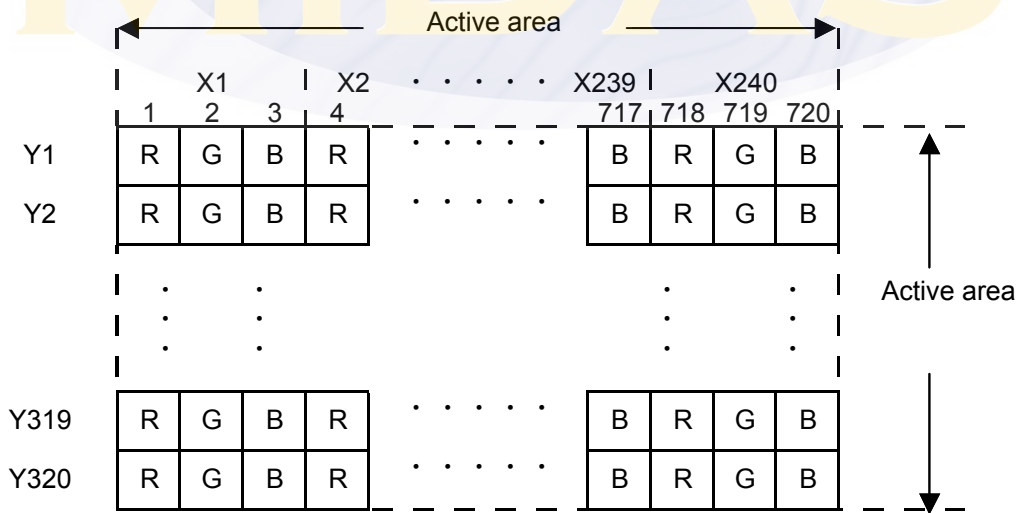 Active area
X1 X2 · · · · · X239 X240
1 2 3 4 717 718 719 720
Y1 R G B R · · · · · B R G B
Y2 R G B R · · · · · B R G B
Active area
Y319 R G B R · · · · · B R G B
Y320 R G B R · · · · · B R G B